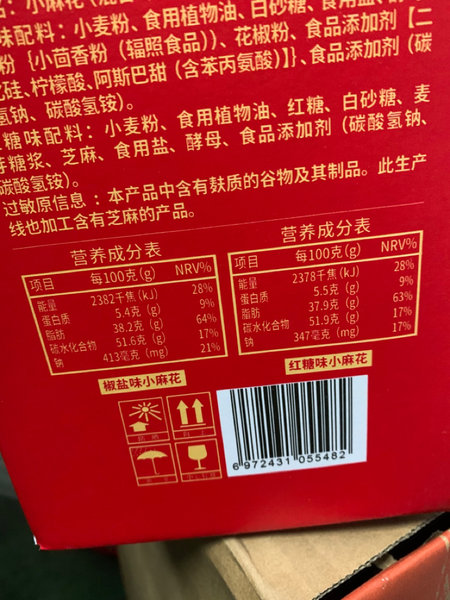 小麻花（混
味配料：小麦粉、食用植物油、白砂糖、食用盐
粉｛小茴香粉（辐照食品）｝、花椒粉、食品添加剂【二
化硅、柠檬酸、阿斯巴甜（含苯丙氨酸）】｝、食品添加剂（碳
氢钠、碳酸氢铵）。
糖味配料：小麦粉、食用植物油、红糖、白砂糖、麦
芽糖浆、芝麻、食用盐、酵母、食品添加剂（碳酸氢钠、
碳酸氢铵）。
过敏原信息：本产品中含有麸质的谷物及其制品。此生产
线也加工含有芝麻的产品。
营养成分表
项目 每100克(g) NRV%
能量 2382千焦(kJ) 28%
蛋白质 5.4克(g) 9%
脂肪 38.2克(g) 64%
碳水化合物 51.6克(g) 17%
钠 413毫克(mg) 21%
椒盐味小麻花
营养成分表
项目 每100克(g) NRV%
能量 2378千焦(kJ) 28%
蛋白质 5.5克(g) 9%
脂肪 37.9克(g) 63%
碳水化合物 51.9克(g) 17%
钠 347毫克(mg) 17%
红糖味小麻花
6 972431 055482